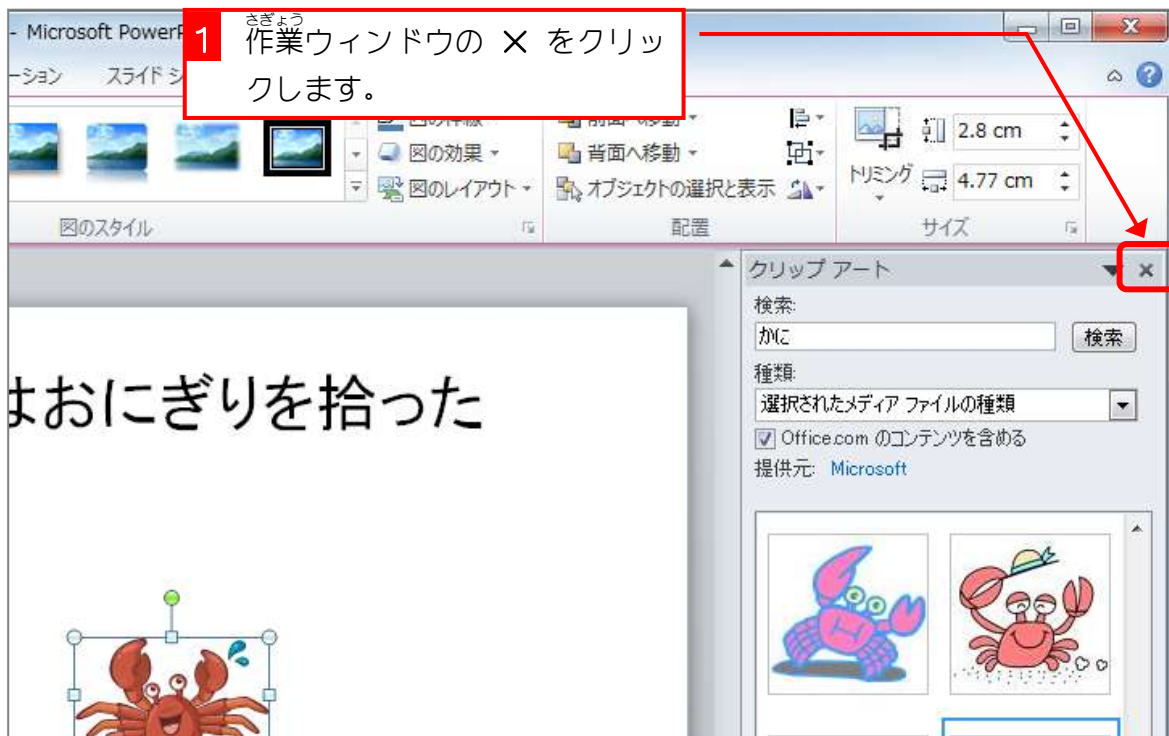 - Microsoft PowerP
1
さぎょう
作業ウィンドウの × をクリッ
クします。
ーション スライド シ
図の効果
背面へ移動
2.8 cm
図のレイアウト
オブジェクトの選択と表示
トリミング
4.77 cm
図のスタイル
配置
サイズ
クリップ アート
検索:
かに
検索
種類:
選択されたメディア ファイルの種類
Office.com のコンテンツを含める
提供元: Microsoft
はおにぎりを拾った